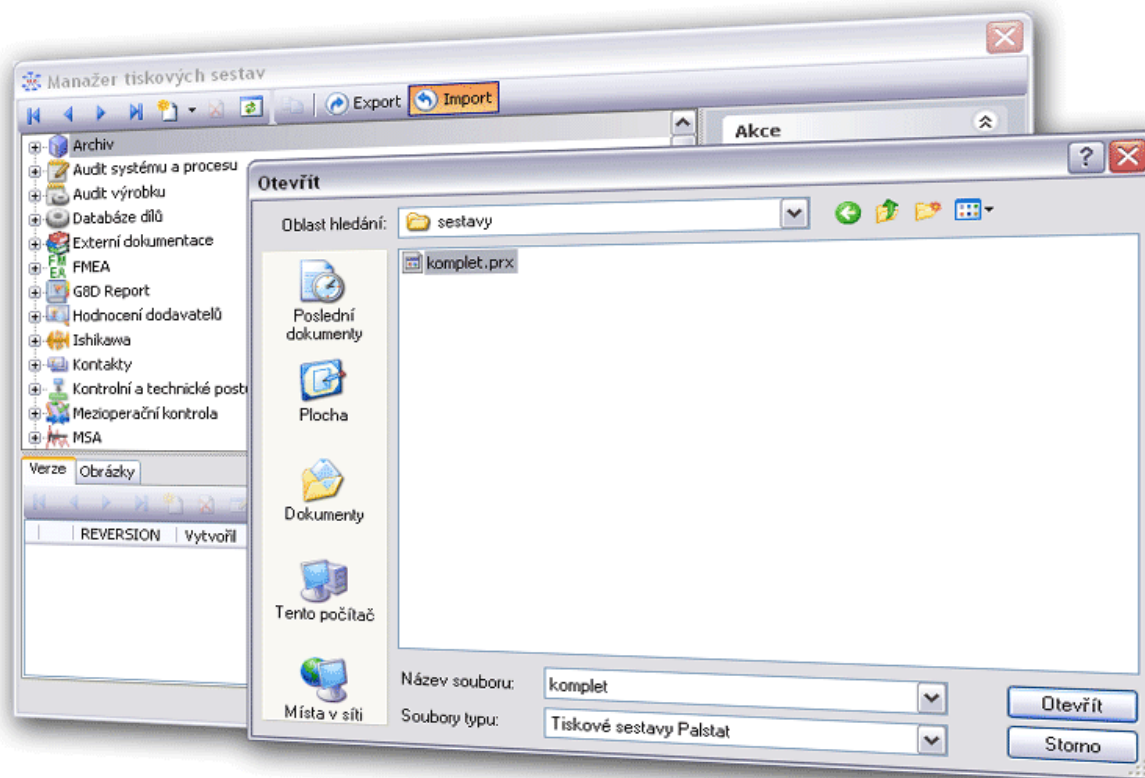 Manažer tiskových sestav
Export
Import
Archiv
Audit systému a procesu
Audit výrobku
Databáze dílů
Externí dokumentace
FMEA
G8D Report
Hodnocení dodavatelů
Ishikawa
Kontakty
Kontrolní a technické postu
Mezioperační kontrola
MSA
Verze
Obrázky
REVERSION
Vytvořil
Akce
Otevřít
Oblast hledání:
sestavy
komplet.prx
Poslední
dokumenty
Plocha
Dokumenty
Tento počítač
Místa v síti
Název souboru:
komplet
Otevřít
Soubory typu:
Tiskové sestavy Palstat
Storno